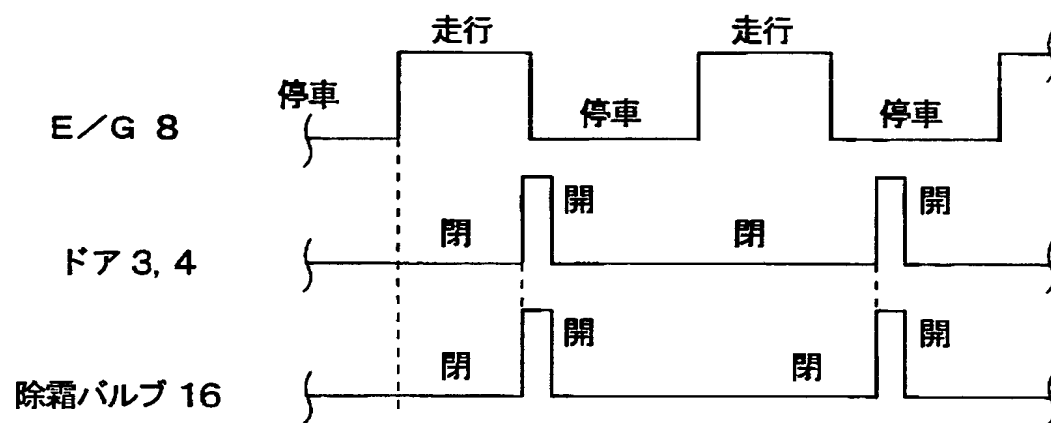 走行 走行
停車
E/G 8 停車 停車
開 開
ドア 3, 4 閉 閉
開 開
除霜バルブ 16 閉 閉